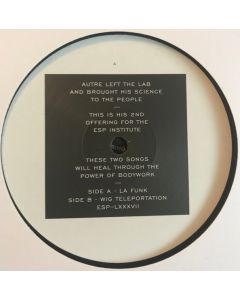 A
AUTRE LEFT THE LAB
AND BROUGHT HIS SCIENCE
TO THE PEOPLE
—
THIS IS HIS 2ND
OFFERING FOR THE
ESP INSTITUTE
—
THESE TWO SONGS
WILL HEAL THROUGH THE
POWER OF BODYWORK
—
SIDE A - LA FUNK
SIDE B - WIG TELEPORTATION
ESP-LXXXVII